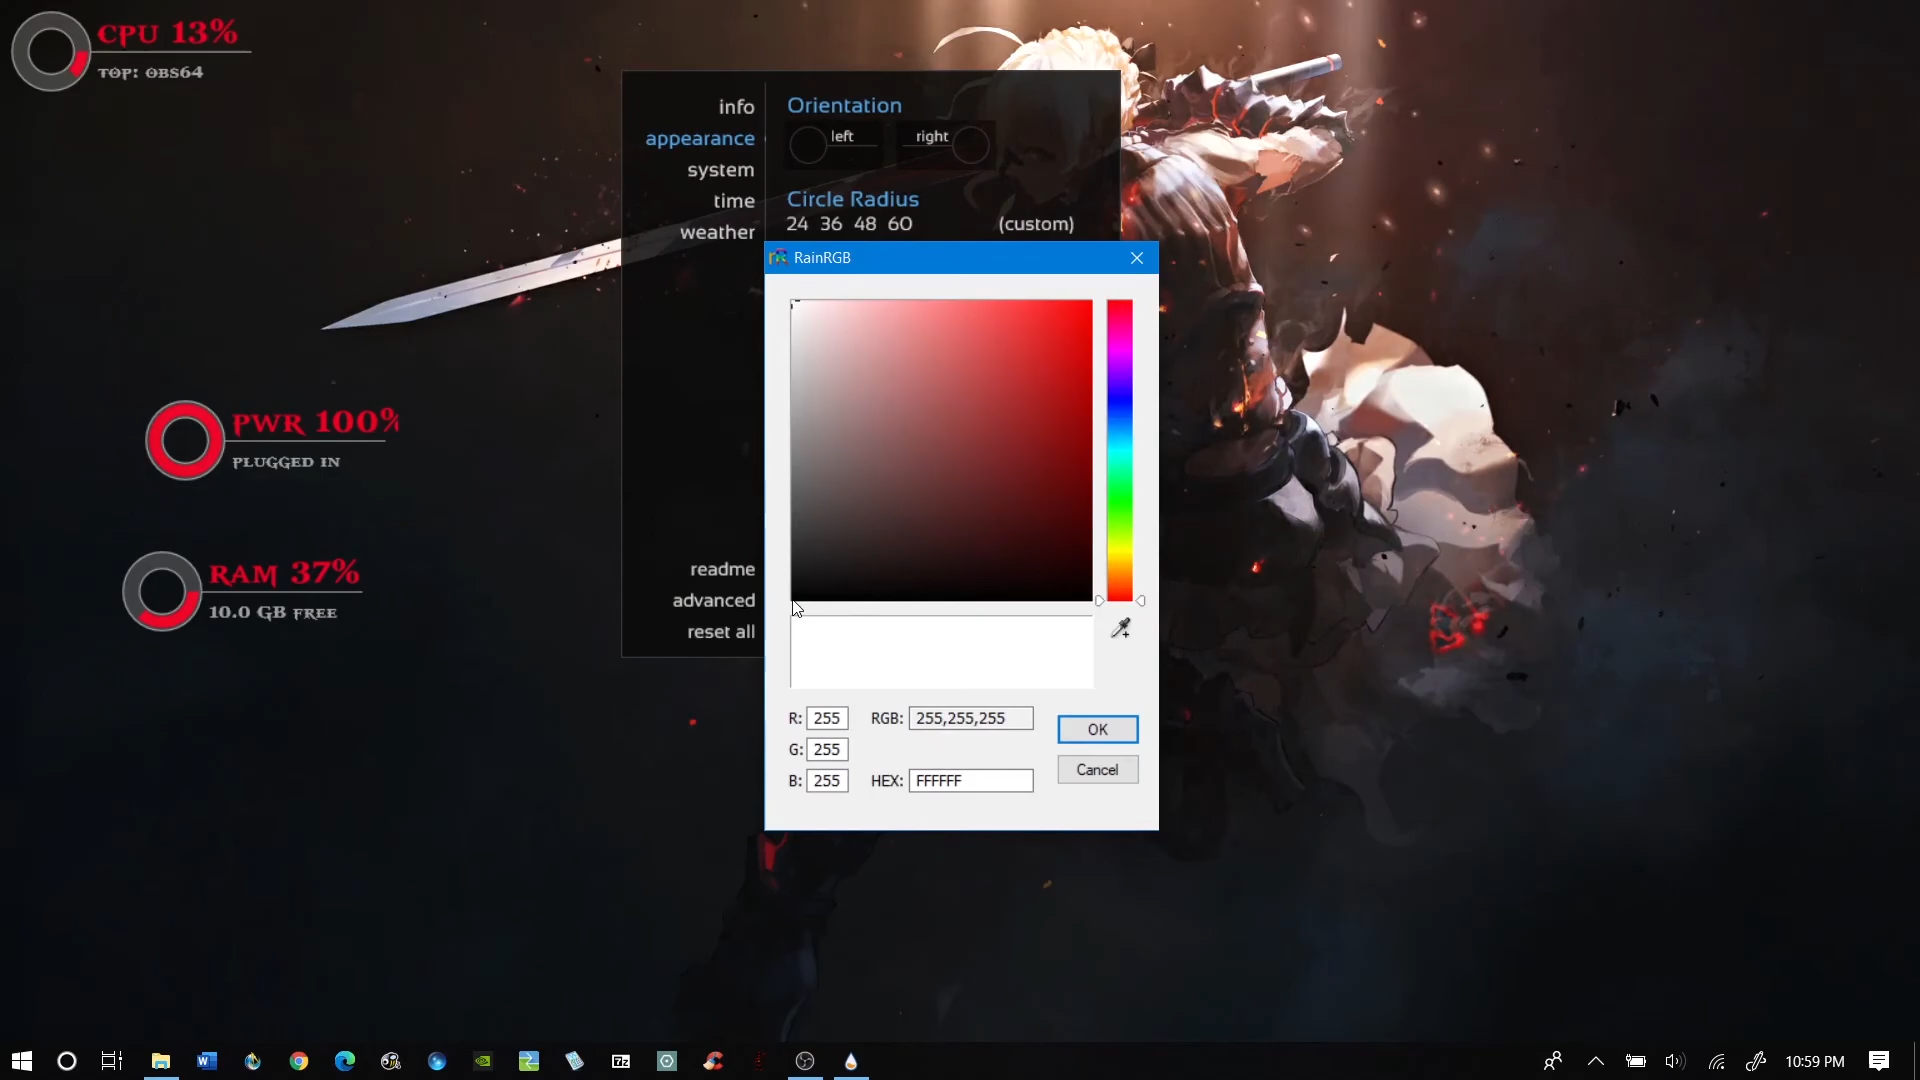 CPU 13%
TOP: OBS64
info
appearance
system
time
weather
Orientation
left
right
Circle Radius
24 36 48 60 (custom)
RainRGB
PWR 100%
PLUGGED IN
RAM 37%
10.0 GB FREE
readme
advanced
reset all
R: 255 RGB: 255,255,255
G: 255
B: 255 HEX: FFFFFF
OK
Cancel
7z
10:59 PM